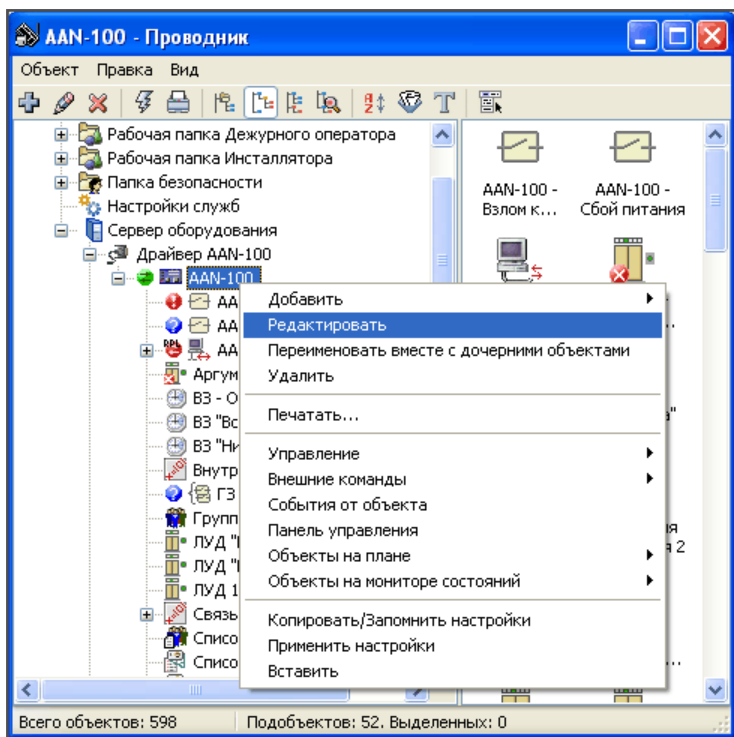 AAN-100 - Проводник
Объект Правка Вид
Рабочая папка Дежурного оператора
Рабочая папка Инсталлятора
Папка безопасности
Настройки служб
Сервер оборудования
Драйвер AAN-100
AAN-100
AA
AA
AA
Аргум
ВЗ - О
ВЗ "Вс
ВЗ "Ни
Внутр
ГЗ
Групп
ЛУД "
ЛУД "
ЛУД 1
Связь
Списо
Списо
AAN-100 -
Взлом к...
AAN-100 -
Сбой питания
Добавить
Редактировать
Переименовать вместе с дочерними объектами
Удалить
Печатать...
Управление
Внешние команды
События от объекта
Панель управления
Объекты на плане
Объекты на мониторе состояний
Копировать/Запомнить настройки
Применить настройки
Вставить
Всего объектов: 598
Подобъектов: 52. Выделенных: 0